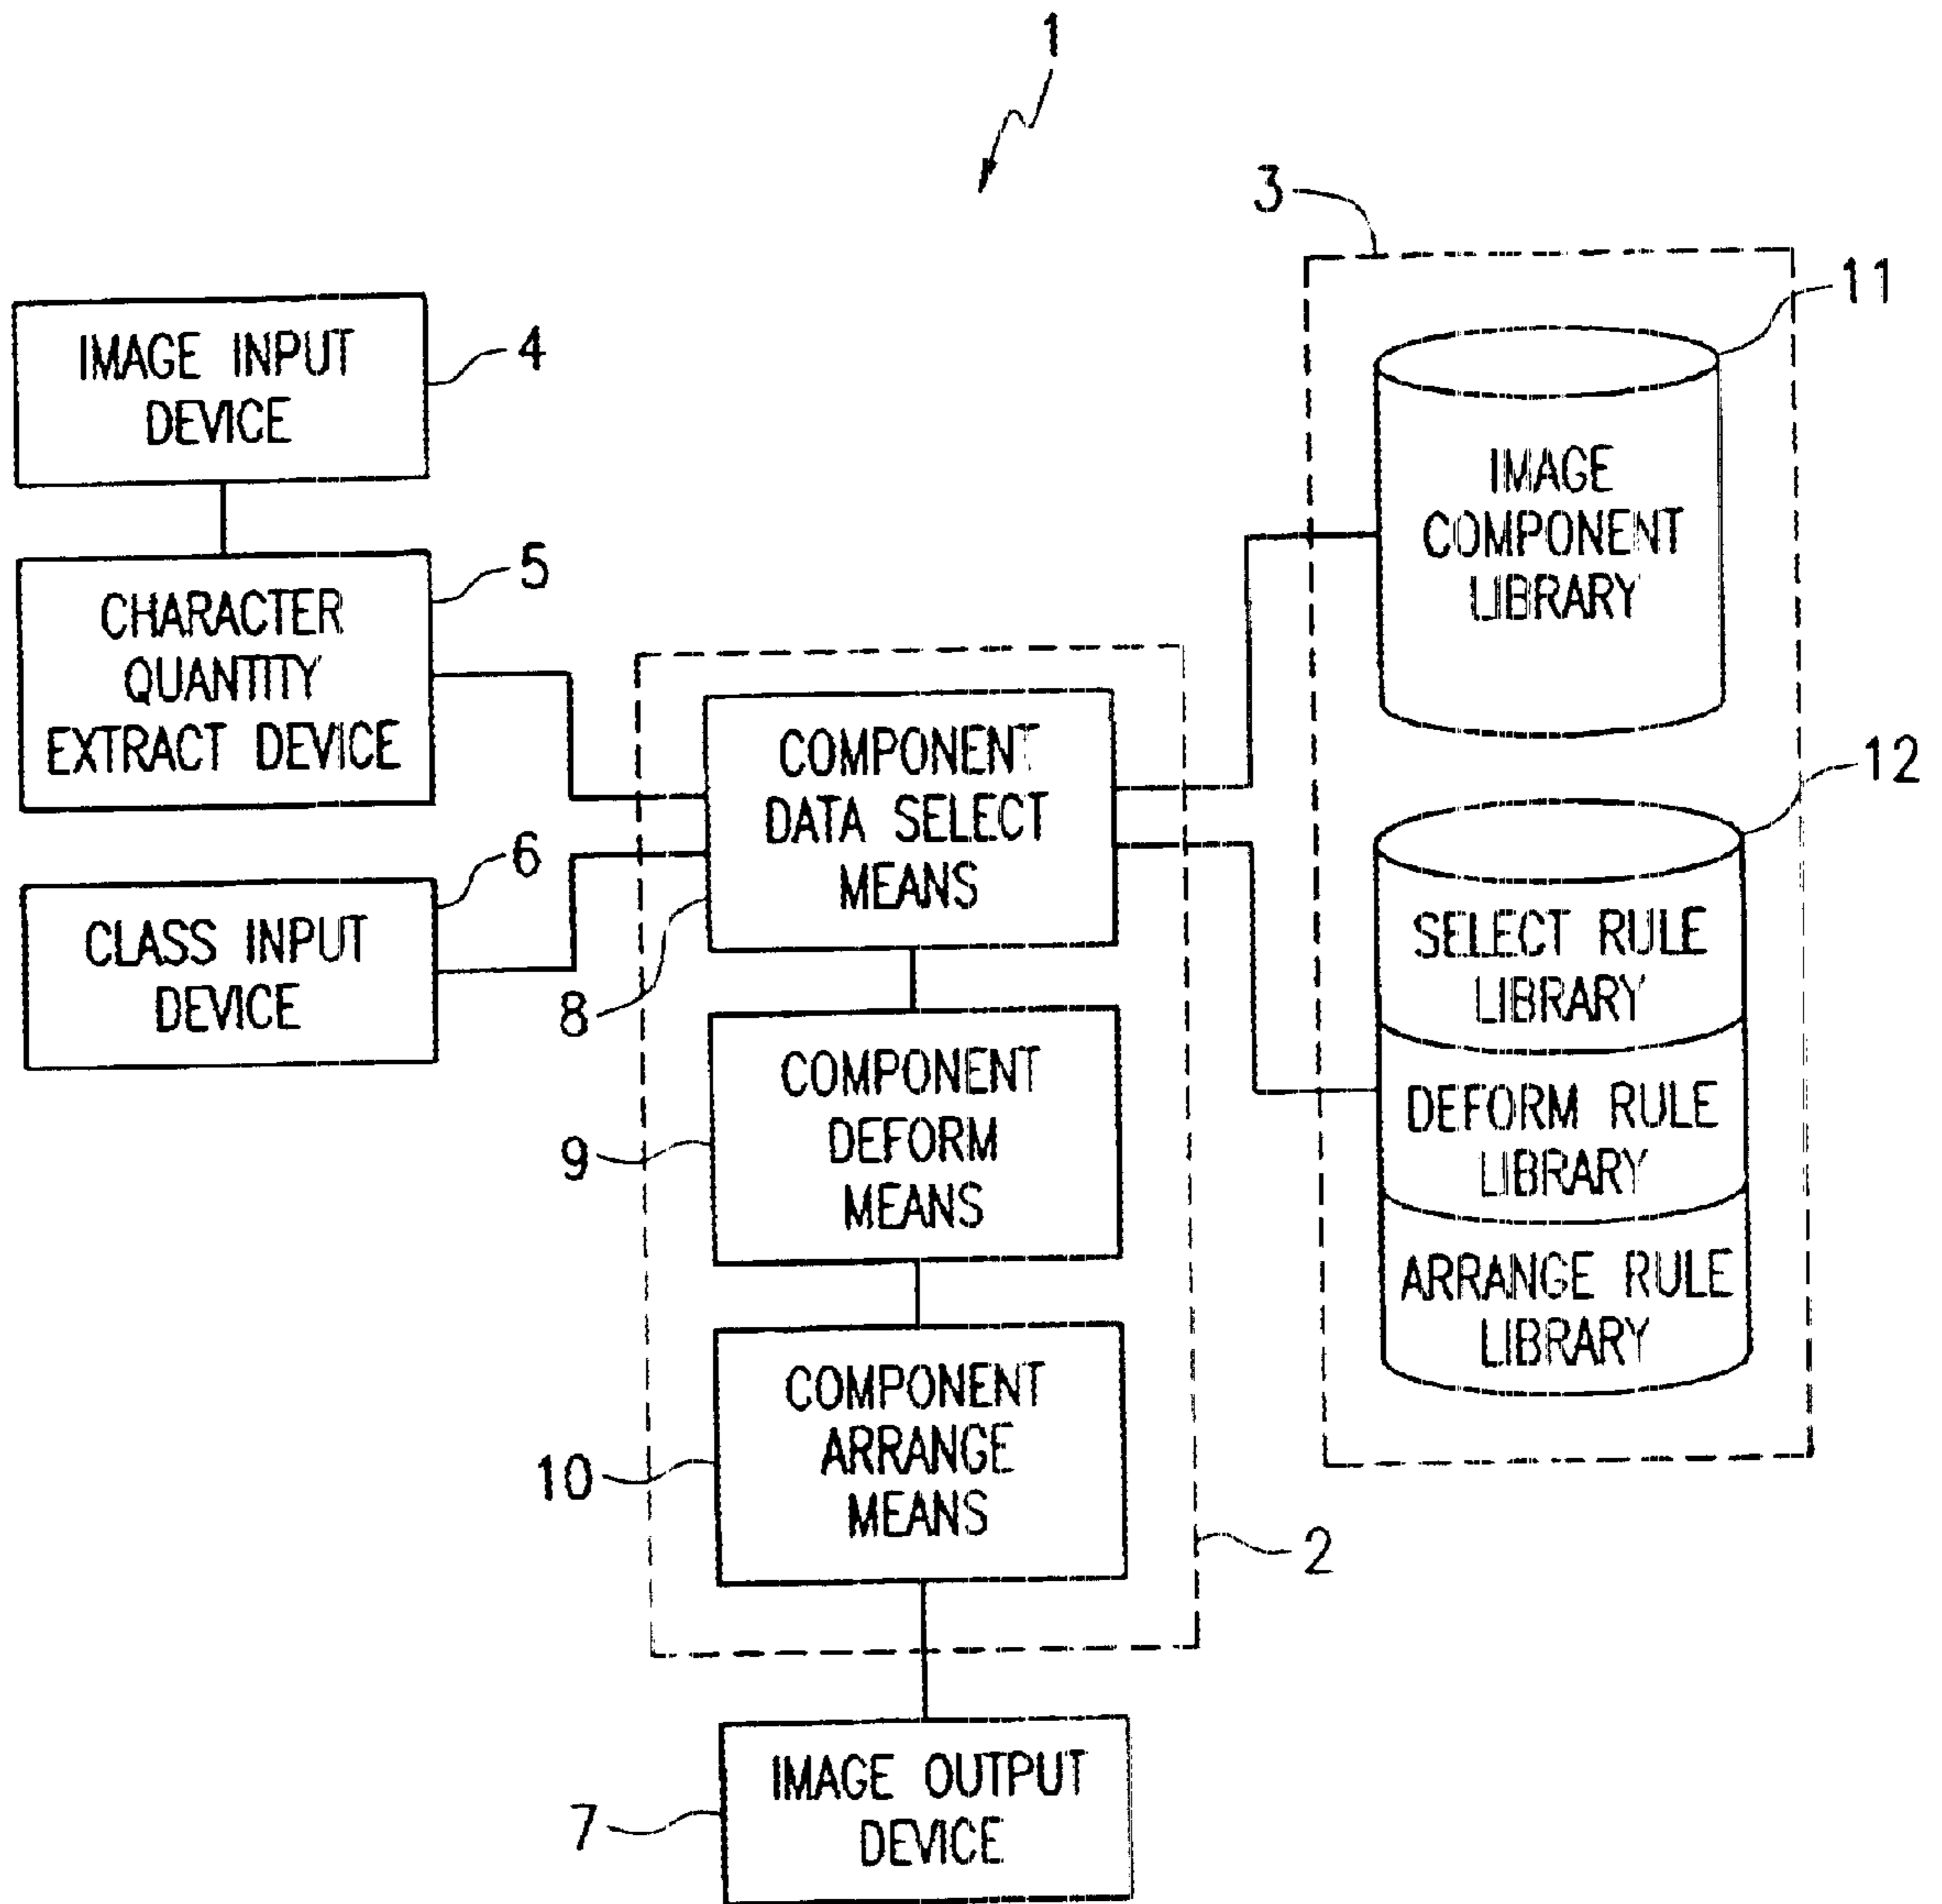 1
3
11
IMAGE INPUT
DEVICE
4
IMAGE
COMPONENT
LIBRARY
5
CHARACTER
QUANTITY
EXTRACT DEVICE
COMPONENT
DATA SELECT
MEANS
8
12
6
CLASS INPUT
DEVICE
SELECT RULE
LIBRARY
DEFORM RULE
LIBRARY
ARRANGE RULE
LIBRARY
COMPONENT
DEFORM
MEANS
9
COMPONENT
ARRANGE
MEANS
10
2
IMAGE OUTPUT
DEVICE
7